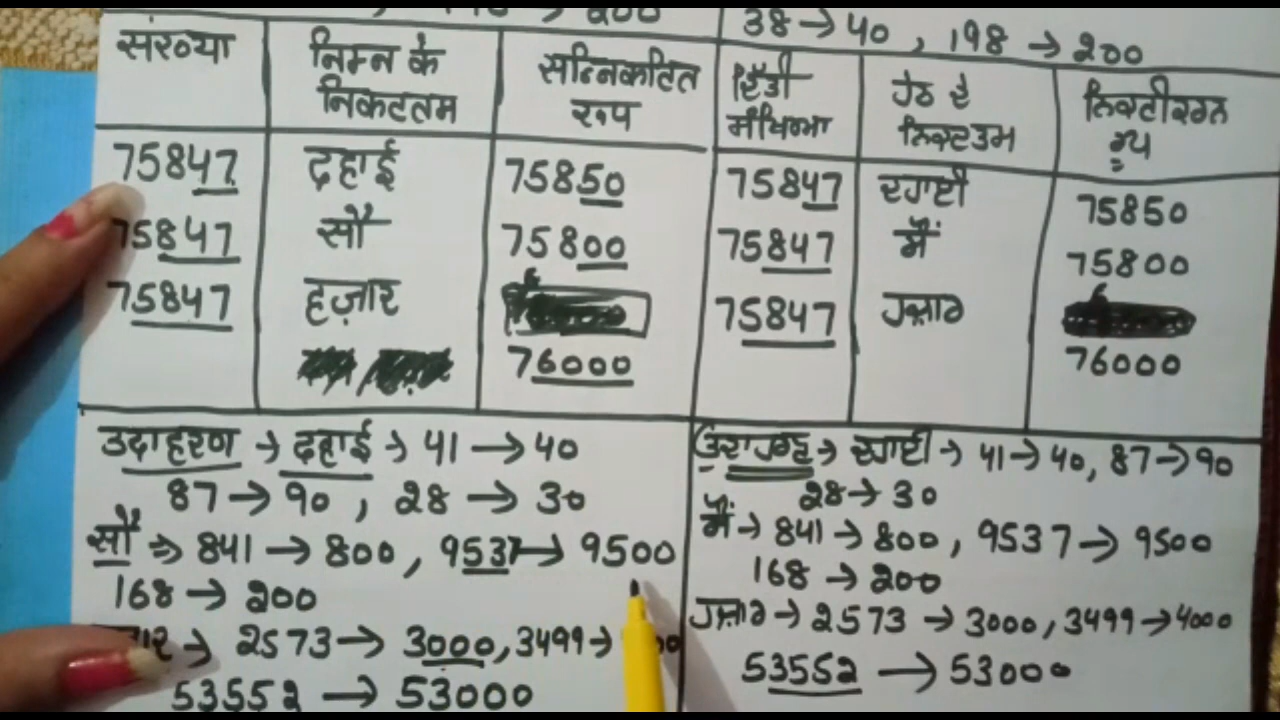 38 → 40 , 198 → 200
संख्या निम्न के निकटतम सन्निकटित रूप
75847 दहाई 75850
75847 सौ 75800
75847 हज़ार
76000
ਦਿੱਤੀ ਸੰਖਿਆ ਹੇਠ ਦੇ ਨਿਕਟਤਮ ਨਿਕਟੀਕਰਨ ਰੂਪ
75847 ਦਹਾਈ 75850
75847 ਸੈਂ 75800
75847 ਹਜ਼ਾਰ
76000
उदाहरण → दहाई → 41 → 40
87 → 90 , 28 → 30
सौ ⇒ 841 → 800 , 9537 → 9500
168 → 200
→ 2573 → 3000 , 3499 →
53552 → 53000
ਉਦਾਹਰਣ → ਦਹਾਈ → 41 → 40, 87 → 90
28 → 30
ਸੈਂ → 841 → 800 , 9537 → 9500
168 → 200
ਹਜ਼ਾਰ → 2573 → 3000, 3499 → 4000
53552 → 53000